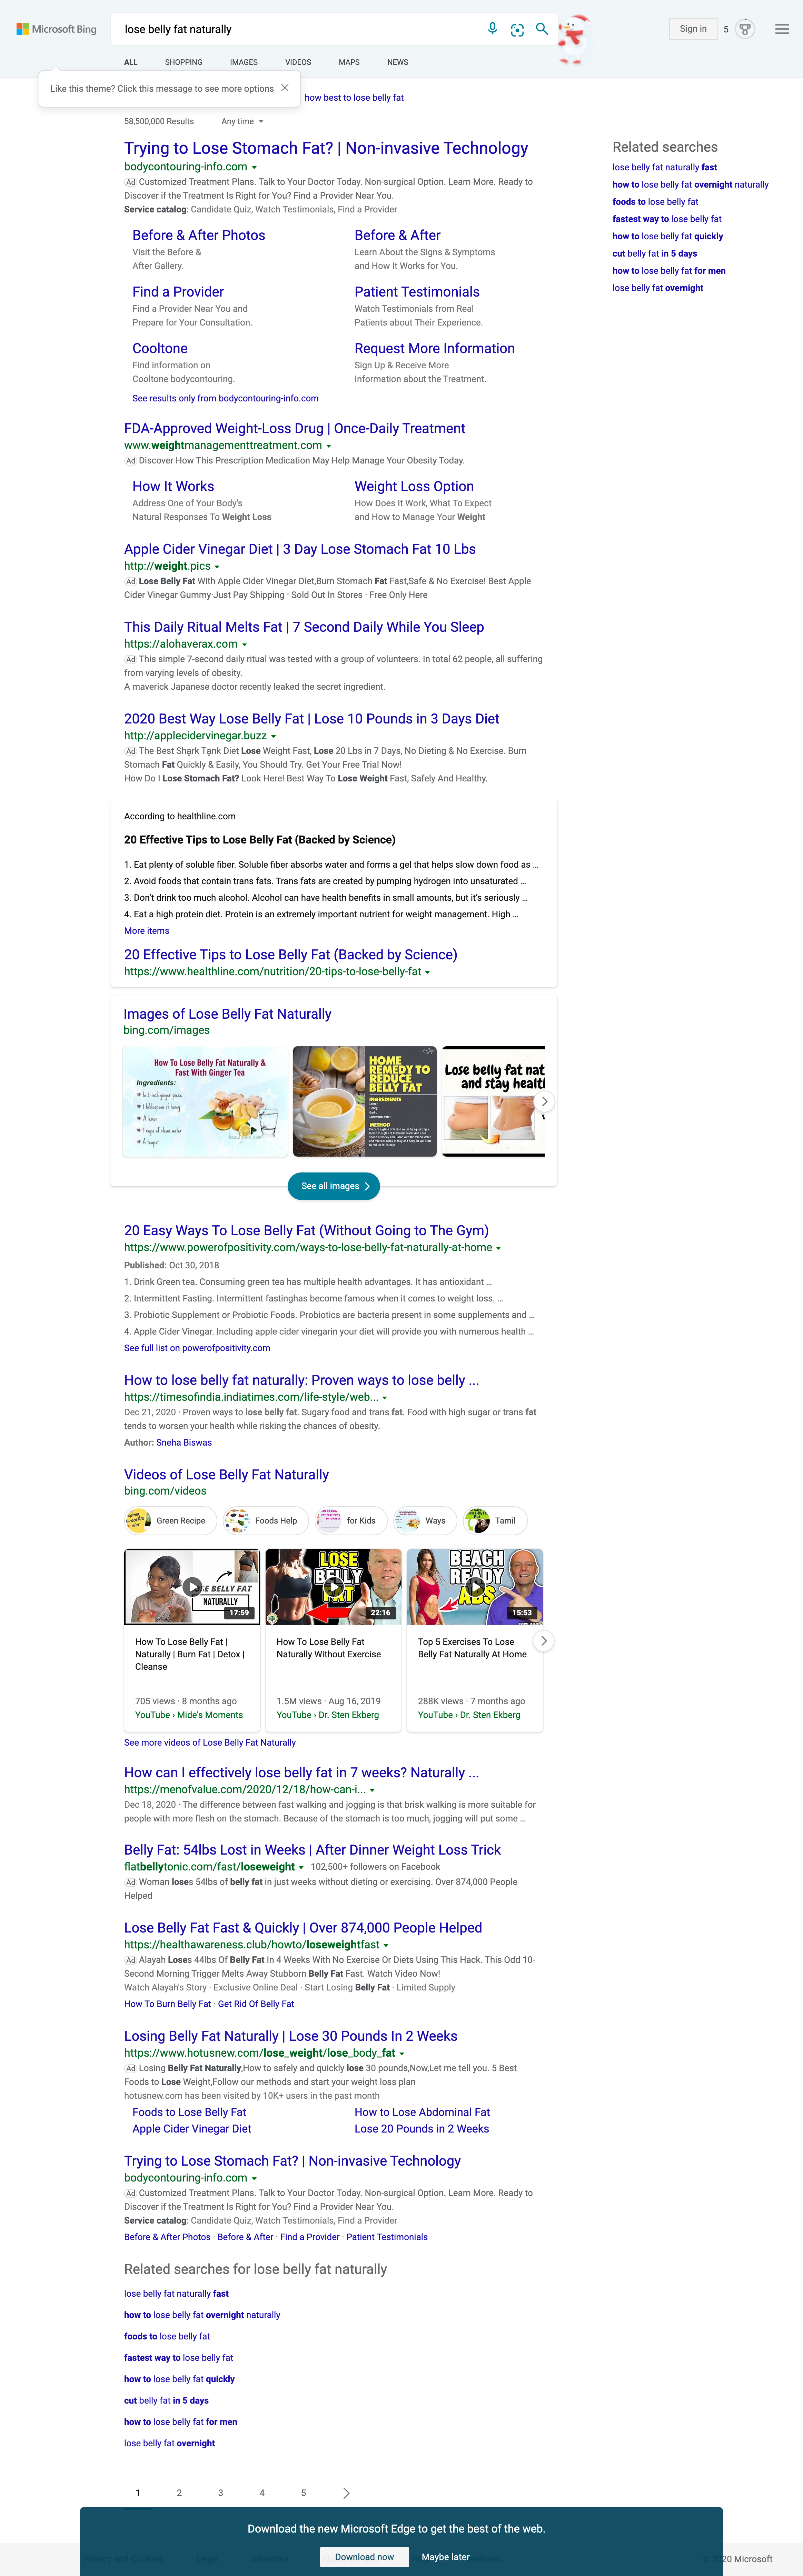 Microsoft Bing
lose belly fat naturally
Sign in
5
ALL
SHOPPING
IMAGES
VIDEOS
MAPS
NEWS
Like this theme? Click this message to see more options
how best to lose belly fat
58,500,000 Results
Any time
Trying to Lose Stomach Fat? | Non-invasive Technology
bodycontouring-info.com
Ad Customized Treatment Plans. Talk to Your Doctor Today. Non-surgical Option. Learn More. Ready to
Discover if the Treatment Is Right for You? Find a Provider Near You.
Service catalog: Candidate Quiz, Watch Testimonials, Find a Provider
Before & After Photos
Visit the Before &
After Gallery.
Before & After
Learn About the Signs & Symptoms
and How It Works for You.
Find a Provider
Find a Provider Near You and
Prepare for Your Consultation.
Patient Testimonials
Watch Testimonials from Real
Patients about Their Experience.
Cooltone
Find information on
Cooltone bodycontouring.
Request More Information
Sign Up & Receive More
Information about the Treatment.
See results only from bodycontouring-info.com
Related searches
lose belly fat naturally fast
how to lose belly fat overnight naturally
foods to lose belly fat
fastest way to lose belly fat
how to lose belly fat quickly
cut belly fat in 5 days
how to lose belly fat for men
lose belly fat overnight
FDA-Approved Weight-Loss Drug | Once-Daily Treatment
www.weightmanagementtreatment.com
Ad Discover How This Prescription Medication May Help Manage Your Obesity Today.
How It Works
Address One of Your Body's
Natural Responses To Weight Loss
Weight Loss Option
How Does It Work, What To Expect
and How to Manage Your Weight
Apple Cider Vinegar Diet | 3 Day Lose Stomach Fat 10 Lbs
http://weight.pics
Ad Lose Belly Fat With Apple Cider Vinegar Diet,Burn Stomach Fat Fast,Safe & No Exercise! Best Apple
Cider Vinegar Gummy·Just Pay Shipping · Sold Out In Stores · Free Only Here
This Daily Ritual Melts Fat | 7 Second Daily While You Sleep
https://alohaverax.com
Ad This simple 7-second daily ritual was tested with a group of volunteers. In total 62 people, all suffering
from varying levels of obesity.
A maverick Japanese doctor recently leaked the secret ingredient.
2020 Best Way Lose Belly Fat | Lose 10 Pounds in 3 Days Diet
http://applecidervinegar.buzz
Ad The Best Shạrk Tạnk Diet Lose Weight Fast, Lose 20 Lbs in 7 Days, No Dieting & No Exercise. Burn
Stomach Fat Quickly & Easily, You Should Try. Get Your Free Trial Now!
How Do I Lose Stomach Fat? Look Here! Best Way To Lose Weight Fast, Safely And Healthy.
According to healthline.com
20 Effective Tips to Lose Belly Fat (Backed by Science)
1. Eat plenty of soluble fiber. Soluble fiber absorbs water and forms a gel that helps slow down food as ...
2. Avoid foods that contain trans fats. Trans fats are created by pumping hydrogen into unsaturated ...
3. Don't drink too much alcohol. Alcohol can have health benefits in small amounts, but it's seriously ...
4. Eat a high protein diet. Protein is an extremely important nutrient for weight management. High ...
More items
20 Effective Tips to Lose Belly Fat (Backed by Science)
https://www.healthline.com/nutrition/20-tips-to-lose-belly-fat
Images of Lose Belly Fat Naturally
bing.com/images
How To Lose Belly Fat Naturally &
Fast With Ginger Tea
Ingredients:
HOME
REMEDY TO
REDUCE
BELLY FAT
INGREDIENTS
METHOD
Lose belly fat nat
and stay healt
See all images
20 Easy Ways To Lose Belly Fat (Without Going to The Gym)
https://www.powerofpositivity.com/ways-to-lose-belly-fat-naturally-at-home
Published: Oct 30, 2018
1. Drink Green tea. Consuming green tea has multiple health advantages. It has antioxidant ...
2. Intermittent Fasting. Intermittent fastinghas become famous when it comes to weight loss. ...
3. Probiotic Supplement or Probiotic Foods. Probiotics are bacteria present in some supplements and ...
4. Apple Cider Vinegar. Including apple cider vinegarin your diet will provide you with numerous health ...
See full list on powerofpositivity.com
How to lose belly fat naturally: Proven ways to lose belly ...
https://timesofindia.indiatimes.com/life-style/web...
Dec 21, 2020 · Proven ways to lose belly fat. Sugary food and trans fat. Food with high sugar or trans fat
tends to worsen your health while risking the chances of obesity.
Author: Sneha Biswas
Videos of Lose Belly Fat Naturally
bing.com/videos
Green Recipe
Foods Help
for Kids
Ways
Tamil
SE BELLY FAT
NATURALLY
17:59
LOSE
BELLY
FAT
22:16
BEACH
READY
ABS
15:53
How To Lose Belly Fat |
Naturally | Burn Fat | Detox |
Cleanse
705 views · 8 months ago
YouTube › Mide's Moments
How To Lose Belly Fat
Naturally Without Exercise
1.5M views · Aug 16, 2019
YouTube › Dr. Sten Ekberg
Top 5 Exercises To Lose
Belly Fat Naturally At Home
288K views · 7 months ago
YouTube › Dr. Sten Ekberg
See more videos of Lose Belly Fat Naturally
How can I effectively lose belly fat in 7 weeks? Naturally ...
https://menofvalue.com/2020/12/18/how-can-i...
Dec 18, 2020 · The difference between fast walking and jogging is that brisk walking is more suitable for
people with more flesh on the stomach. Because of the stomach is too much, jogging will put some ...
Belly Fat: 54lbs Lost in Weeks | After Dinner Weight Loss Trick
flatbellytonic.com/fast/loseweight
102,500+ followers on Facebook
Ad Woman loses 54lbs of belly fat in just weeks without dieting or exercising. Over 874,000 People
Helped
Lose Belly Fat Fast & Quickly | Over 874,000 People Helped
https://healthawareness.club/howto/loseweightfast
Ad Alayah Loses 44lbs Of Belly Fat In 4 Weeks With No Exercise Or Diets Using This Hack. This Odd 10-
Second Morning Trigger Melts Away Stubborn Belly Fat Fast. Watch Video Now!
Watch Alayah's Story · Exclusive Online Deal · Start Losing Belly Fat · Limited Supply
How To Burn Belly Fat · Get Rid Of Belly Fat
Losing Belly Fat Naturally | Lose 30 Pounds In 2 Weeks
https://www.hotusnew.com/lose_weight/lose_body_fat
Ad Losing Belly Fat Naturally,How to safely and quickly lose 30 pounds,Now,Let me tell you. 5 Best
Foods to Lose Weight,Follow our methods and start your weight loss plan
hotusnew.com has been visited by 10K+ users in the past month
Foods to Lose Belly Fat
How to Lose Abdominal Fat
Apple Cider Vinegar Diet
Lose 20 Pounds in 2 Weeks
Trying to Lose Stomach Fat? | Non-invasive Technology
bodycontouring-info.com
Ad Customized Treatment Plans. Talk to Your Doctor Today. Non-surgical Option. Learn More. Ready to
Discover if the Treatment Is Right for You? Find a Provider Near You.
Service catalog: Candidate Quiz, Watch Testimonials, Find a Provider
Before & After Photos · Before & After · Find a Provider · Patient Testimonials
Related searches for lose belly fat naturally
lose belly fat naturally fast
how to lose belly fat overnight naturally
foods to lose belly fat
fastest way to lose belly fat
how to lose belly fat quickly
cut belly fat in 5 days
how to lose belly fat for men
lose belly fat overnight
1
2
3
4
5
Download the new Microsoft Edge to get the best of the web.
Download now
Maybe later
20 Microsoft